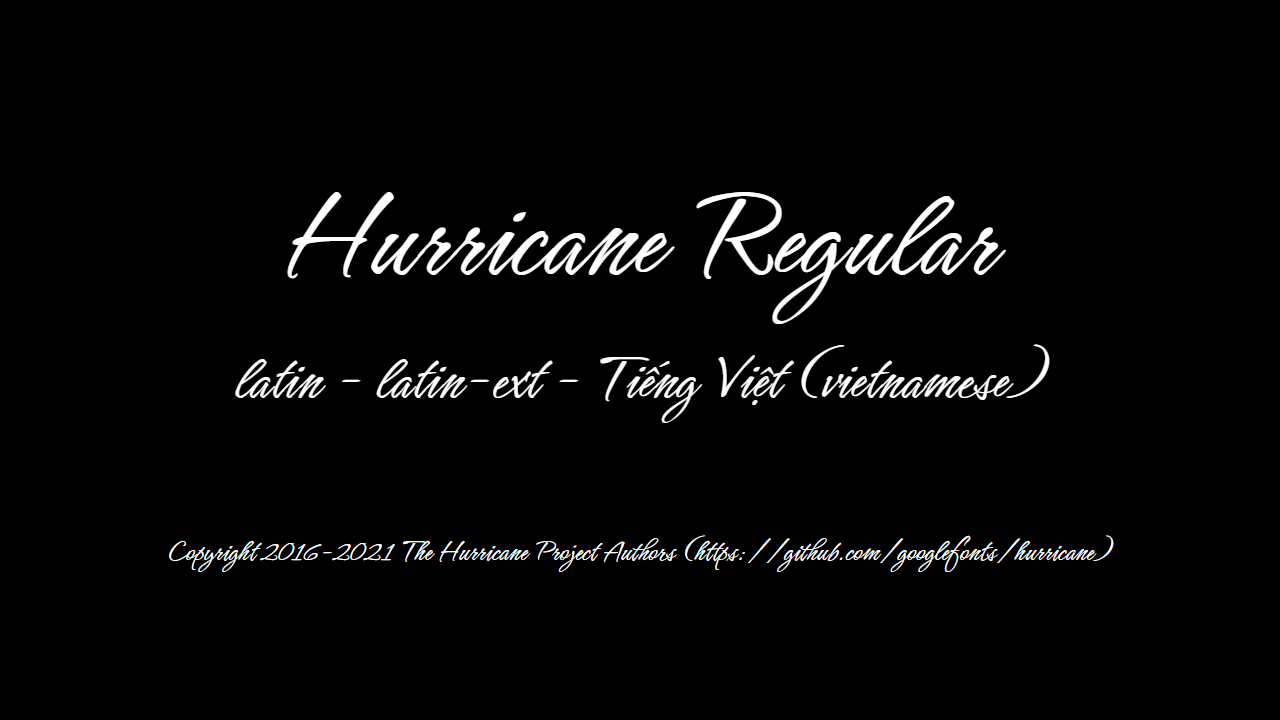 Hurricane Regular
latin - latin-ext - Tiếng Việt (vietnamese)
Copyright 2016-2021 The Hurricane Project Authors (https://github.com/googlefonts/hurricane)